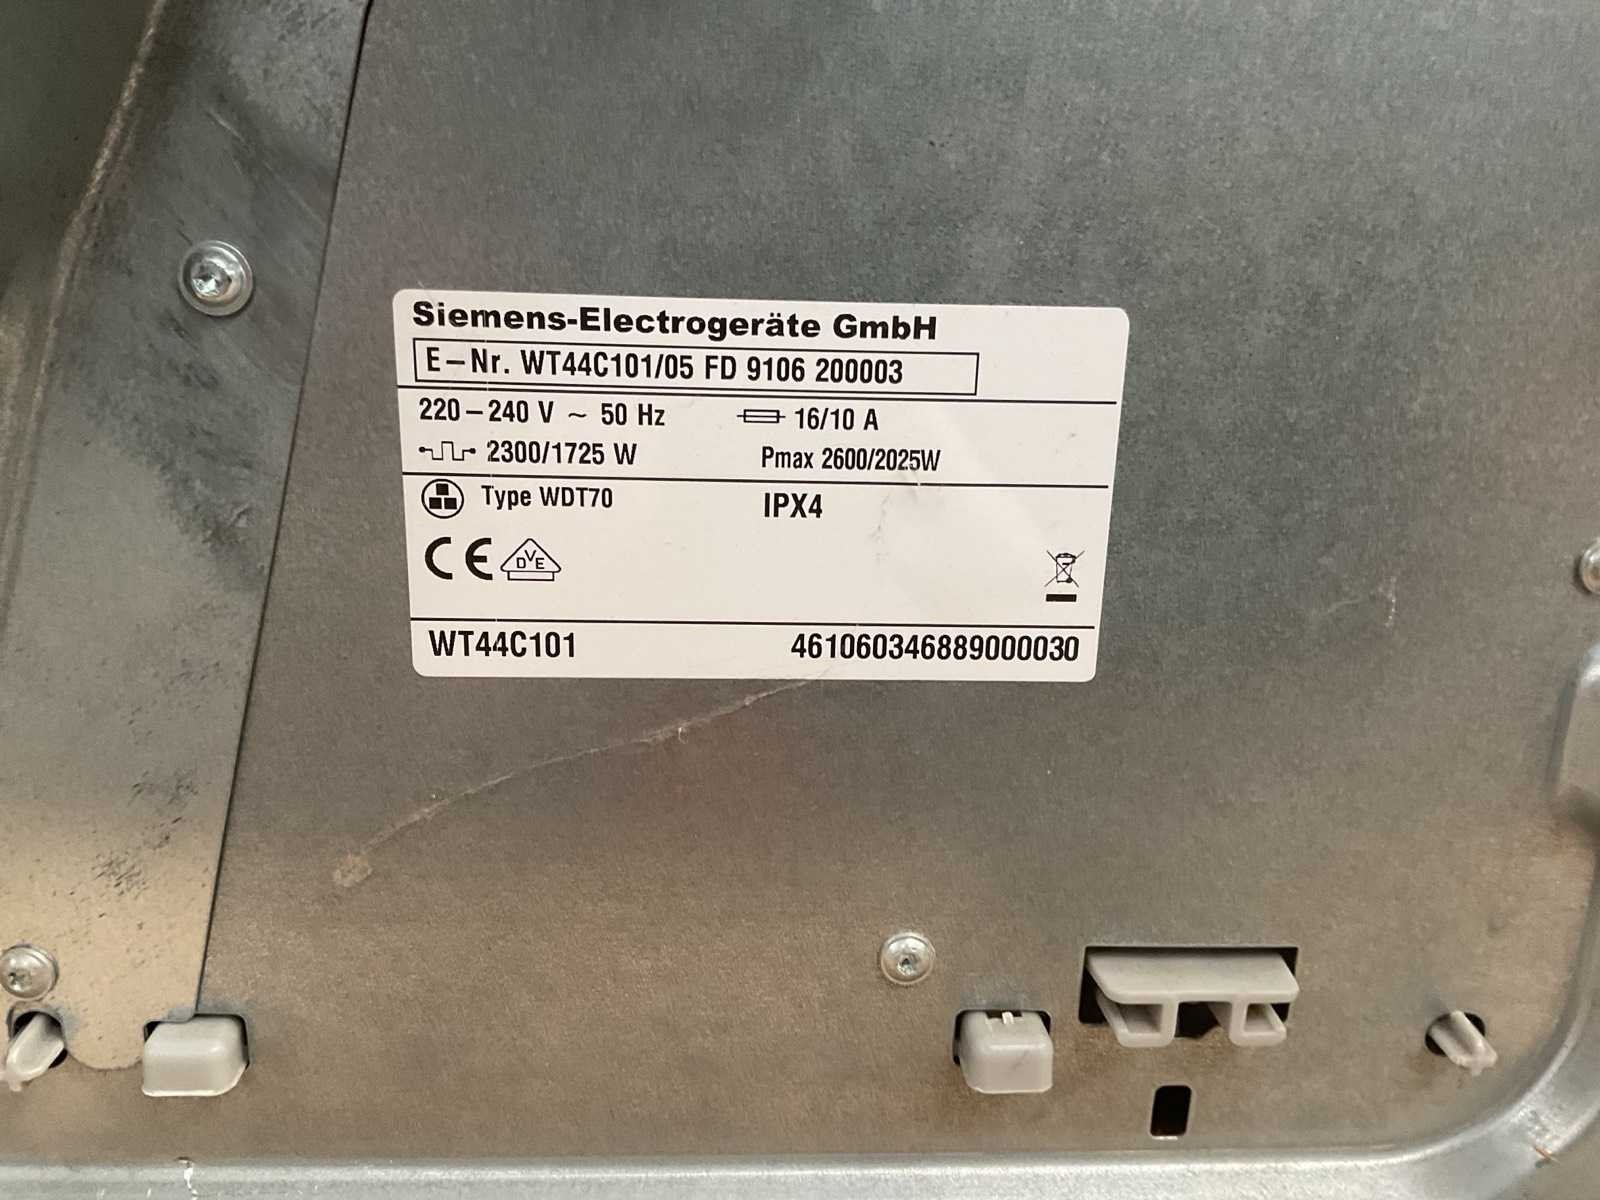 Siemens-Electrogeräte GmbH
E-Nr. WT44C101/05 FD 9106 200003
220-240 V ~ 50 Hz 16/10 A
2300/1725 W Pmax 2600/2025W
Type WDT70 IPX4
CE DVE
WT44C101 461060346889000030